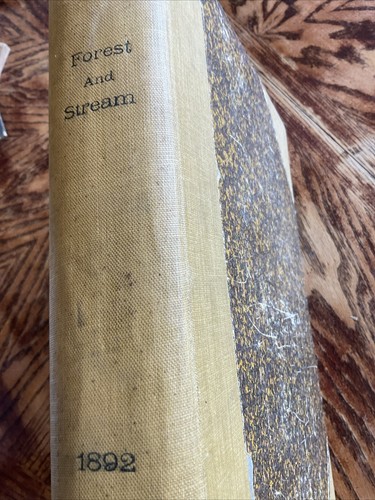 Forest
And
Stream
1892